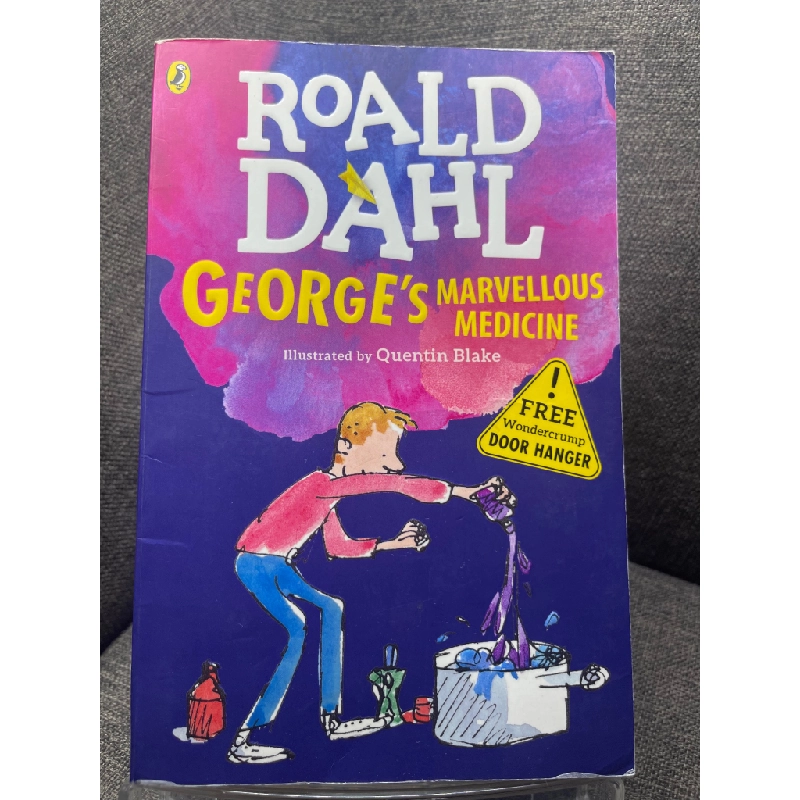 ROALD
DAHL
GEORGE'S MARVELLOUS
MEDICINE
Illustrated by Quentin Blake
!
FREE
Wondercrump
DOOR HANGER